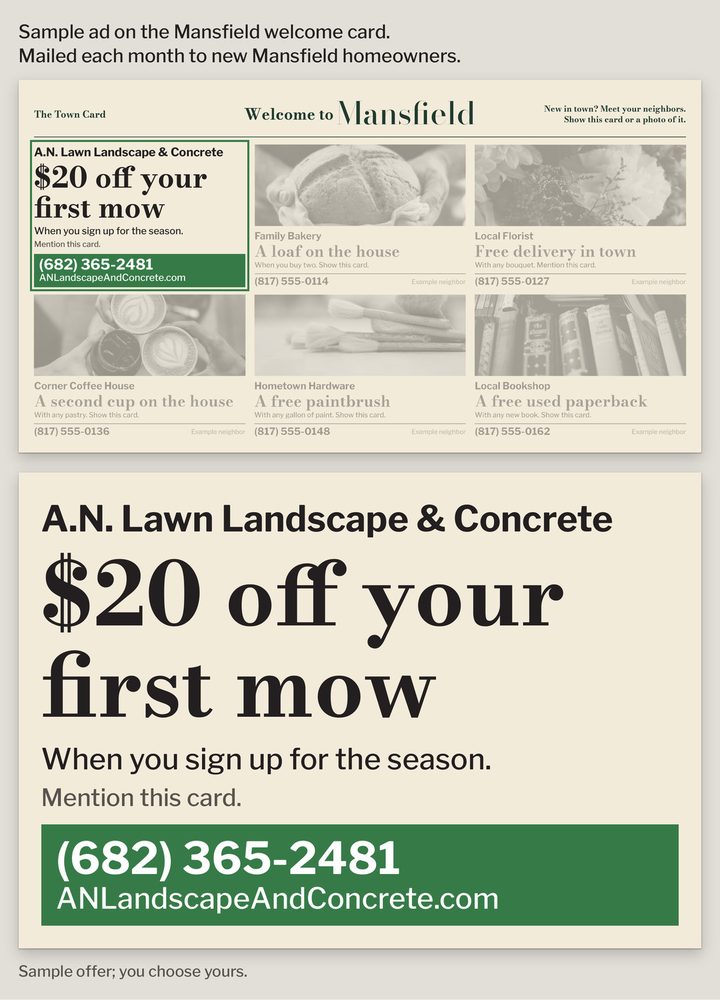 Sample ad on the Mansfield welcome card.
Mailed each month to new Mansfield homeowners.
The Town Card
Welcome to Mansfield
New in town? Meet your neighbors.
Show this card or a photo of it.
A.N. Lawn Landscape & Concrete
$20 off your
first mow
When you sign up for the season.
Mention this card.
(682) 365-2481
ANLandscapeAndConcrete.com
Family Bakery
A loaf on the house
When you buy two. Show this card.
(817) 555-0114
Example neighbor
Local Florist
Free delivery in town
With any bouquet. Mention this card.
(817) 555-0127
Example neighbor
Corner Coffee House
A second cup on the house
With any pastry. Show this card.
(817) 555-0136
Example neighbor
Hometown Hardware
A free paintbrush
With any gallon of paint. Show this card.
(817) 555-0148
Example neighbor
Local Bookshop
A free used paperback
With any new book. Show this card.
(817) 555-0162
Example neighbor
A.N. Lawn Landscape & Concrete
$20 off your
first mow
When you sign up for the season.
Mention this card.
(682) 365-2481
ANLandscapeAndConcrete.com
Sample offer; you choose yours.